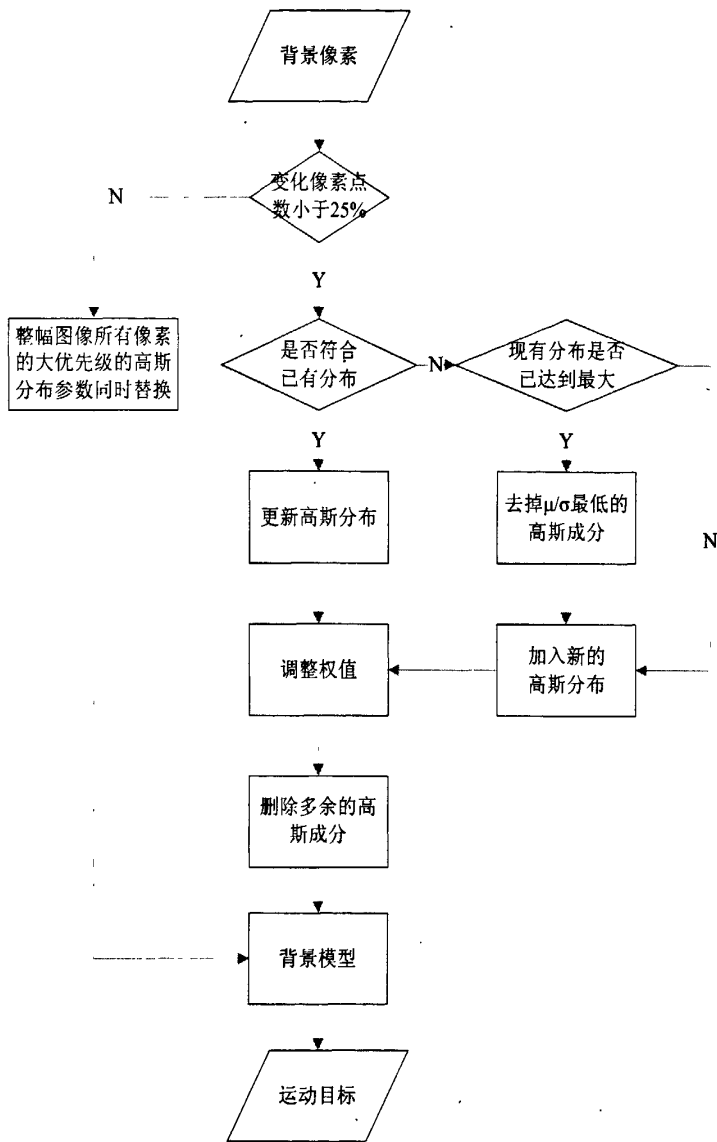 背景像素
变化像素点
数小于25%
N
Y
整幅图像所有像素
的大优先级的高斯
分布参数同时替换
是否符合
已有分布
N
现有分布是否
已达到最大
Y
Y
更新高斯分布
去掉μ/σ最低的
高斯成分
N
调整权值
加入新的
高斯分布
删除多余的高
斯成分
背景模型
运动目标